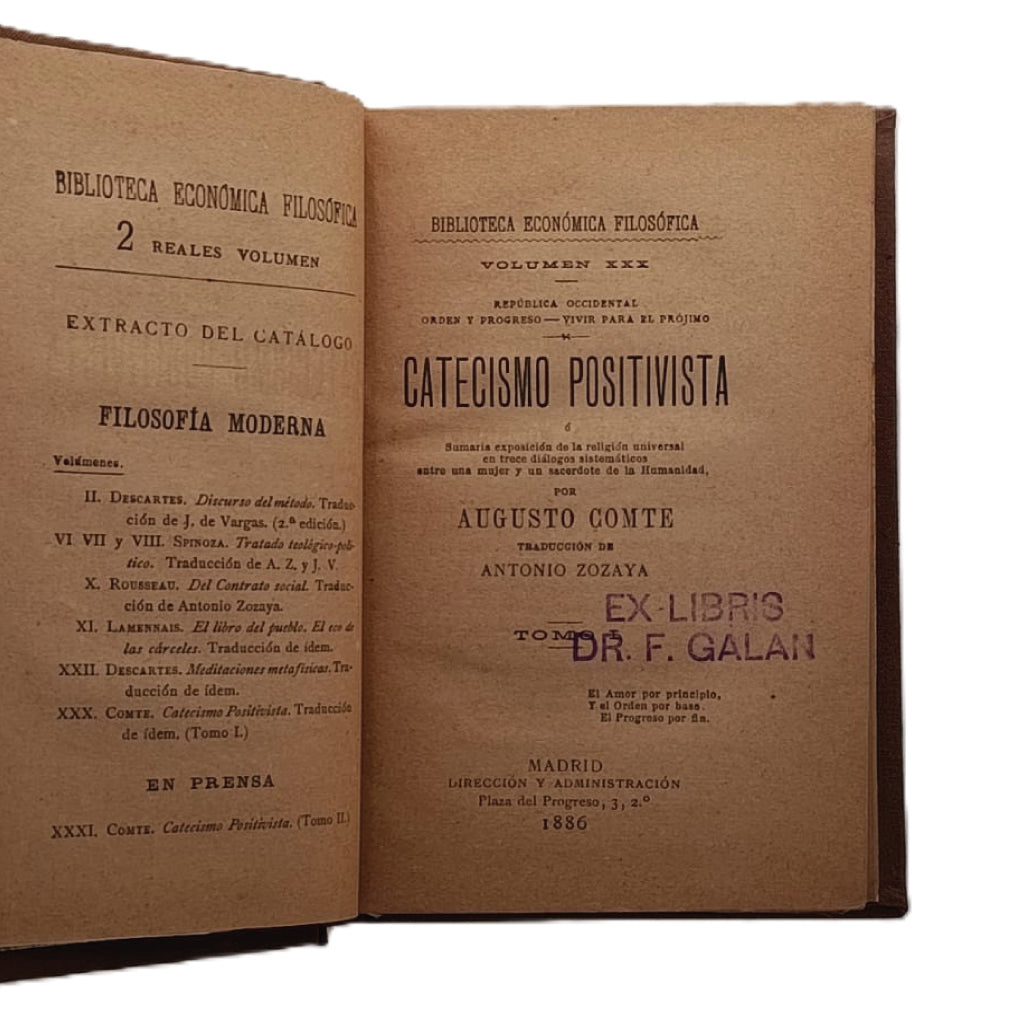 BIBLIOTECA ECONÓMICA FILOSÓFICA
2 REALES VOLUMEN
EXTRACTO DEL CATÁLOGO
FILOSOFÍA MODERNA
Volúmenes.
II. DESCARTES. Discurso del método. Traduc-
ción de J. de Vargas. (2.ª edición.)
VI VII y VIII. SPINOZA. Tratado teológico-polí-
tico. Traducción de A. Z. y J. V.
X. ROUSSEAU. Del Contrato social. Traduc-
ción de Antonio Zozaya.
XI. LAMENNAIS. El libro del pueblo. El eco de
las cárceles. Traducción de ídem.
XXII. DESCARTES. Meditaciones metafísicas. Tra-
ducción de ídem.
XXX. COMTE. Catecismo Positivista. Traducción
de ídem. (Tomo I.)
EN PRENSA
XXXI. COMTE. Catecismo Positivista. (Tomo II.)
BIBLIOTECA ECONÓMICA FILOSÓFICA
VOLUMEN XXX
REPÚBLICA OCCIDENTAL
ORDEN Y PROGRESO — VIVIR PARA EL PRÓJIMO
CATECISMO POSITIVISTA
ó
Sumaria exposición de la religión universal
en trece diálogos sistemáticos
entre una mujer y un sacerdote de la Humanidad,
POR
AUGUSTO COMTE
TRADUCCIÓN DE
ANTONIO ZOZAYA
EX-LIBRIS
TOMO I
DR. F. GALAN
El Amor por principio,
Y el Orden por base.
El Progreso por fin.
MADRID
DIRECCIÓN Y ADMINISTRACIÓN
Plaza del Progreso, 3, 2.º
1886